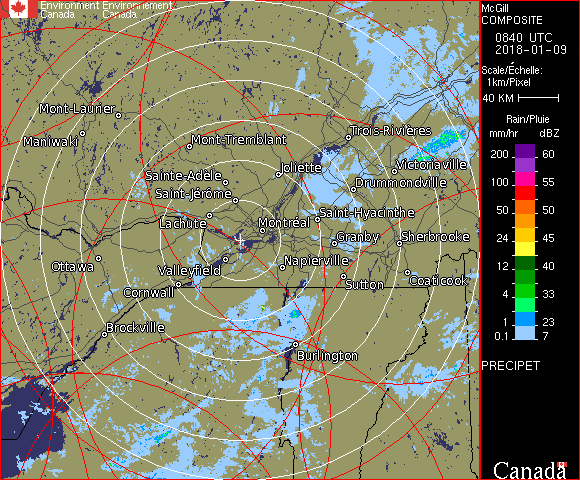 Environment Environnement
Canada Canada
McGill
COMPOSITE
0840 UTC
2018-01-09
Scale/Échelle:
1km/Pixel
40 KM
Rain/Pluie
mm/hr dBZ
200 60
150 57
100 55
50 50
24 45
12 40
4 33
1 23
0.1 7
PRECIPET
Canada
Mont-Laurier
Maniwaki
Mont-Tremblant
Trois-Rivières
Joliette
Victoriaville
Sainte-Adèle
Drummondville
Saint-Jérôme
Saint-Hyacinthe
Lachute
Montréal
Granby
Sherbrooke
Ottawa
Napierville
Valleyfield
Sutton
Coaticook
Cornwall
Brockville
Burlington